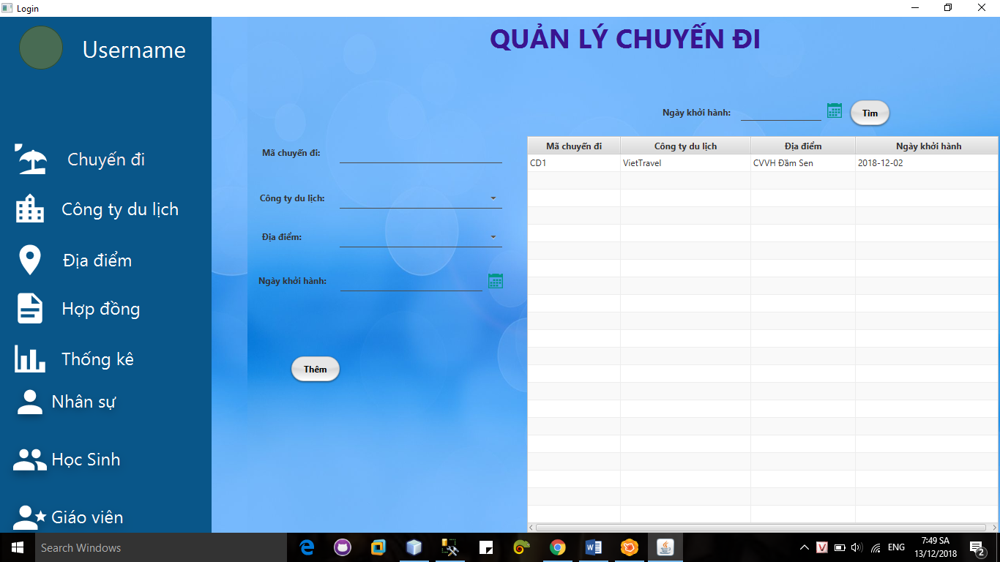 Login
Username
Chuyến đi
Công ty du lịch
Địa điểm
Hợp đồng
Thống kê
Nhân sự
Học Sinh
Giáo viên
QUẢN LÝ CHUYẾN ĐI
Ngày khởi hành:
Tìm
Mã chuyến đi:
Công ty du lịch:
Địa điểm:
Ngày khởi hành:
Thêm
Mã chuyến đi Công ty du lịch Địa điểm Ngày khởi hành
CD1 VietTravel CVVH Đầm Sen 2018-12-02
Search Windows
ENG
7:49 SA
13/12/2018
2